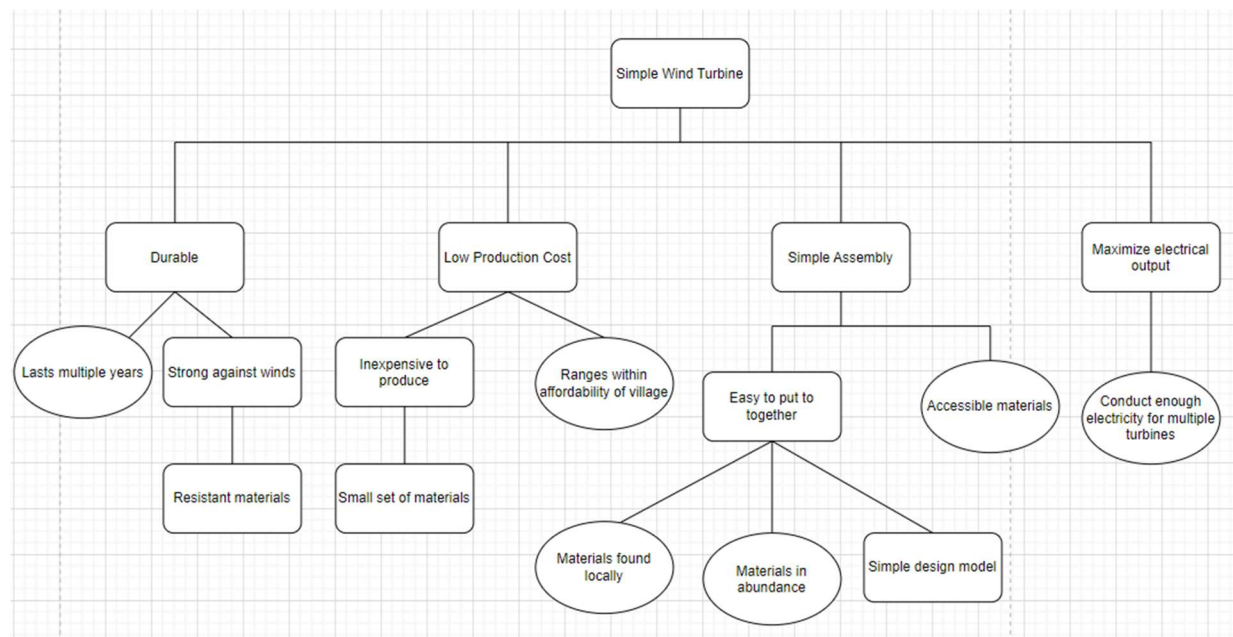 Simple Wind Turbine
Durable
Low Production Cost
Simple Assembly
Maximize electrical
output
Lasts multiple years
Strong against winds
Inexpensive to
produce
Ranges within
affordability of village
Easy to put to
together
Accessible materials
Conduct enough
electricity for multiple
turbines
Resistant materials
Small set of materials
Materials found
locally
Materials in
abundance
Simple design model